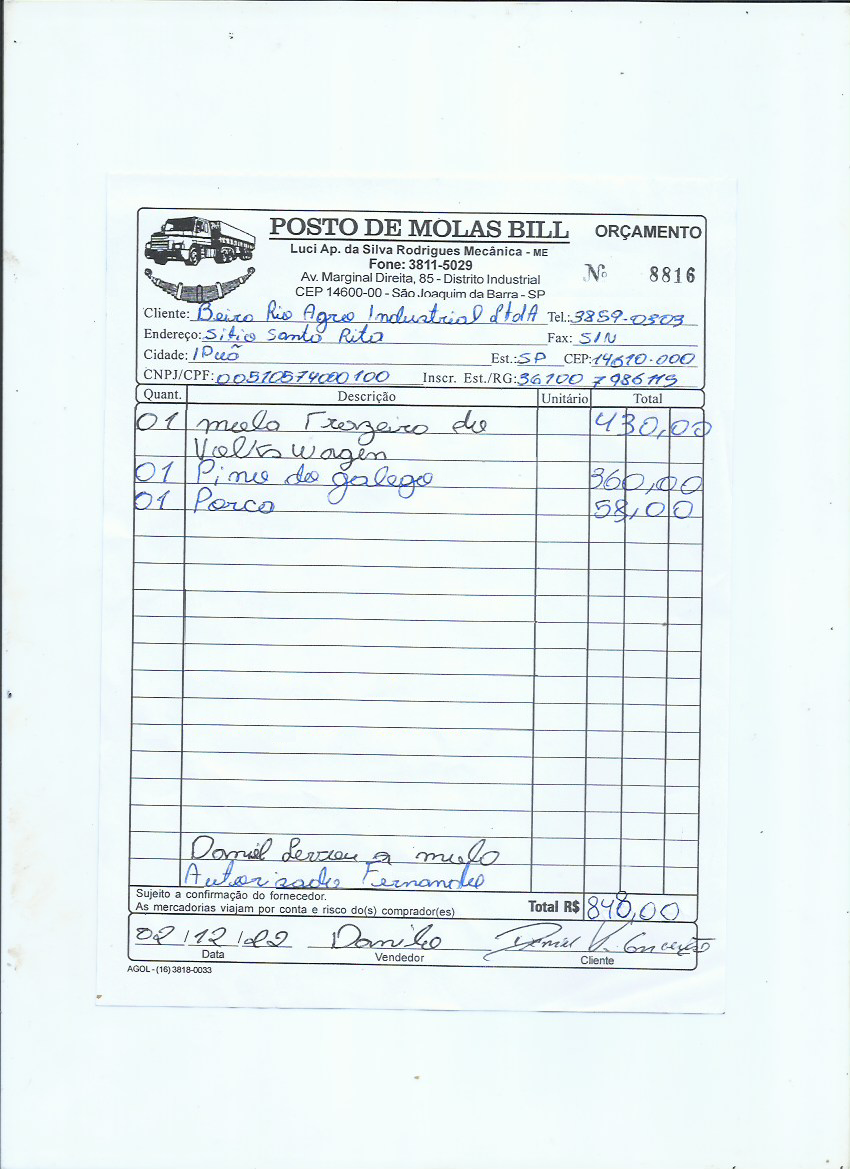 POSTO DE MOLAS BILL
ORÇAMENTO
Luci Ap. da Silva Rodrigues Mecânica - ME
Fone: 3811-5029
Av. Marginal Direita, 85 - Distrito Industrial
Nº 8816
CEP 14600-00 - São Joaquim da Barra - SP
Cliente: Beira Rio Agro Industrial LtdA Tel.: 3859-0303
Endereço: Sitio Santo Rita Fax: S/N
Cidade: IPuã Est.: SP CEP: 14610-000
CNPJ/CPF: 00510574000100 Inscr. Est./RG: 36100 7986115
Quant. Descrição Unitário Total
01 mola Trazeira de 430,00
Volks Wagen
01 Pino de galego 360,00
01 Porca 58,00
Daniel Levou a mola
Autorizado Fernando
Sujeito a confirmação do fornecedor.
As mercadorias viajam por conta e risco do(s) comprador(es)
Total R$ 848,00
02/12/22 Danilo Daniel V. Conceição
Data Vendedor Cliente
AGOL - (16) 3818-0033